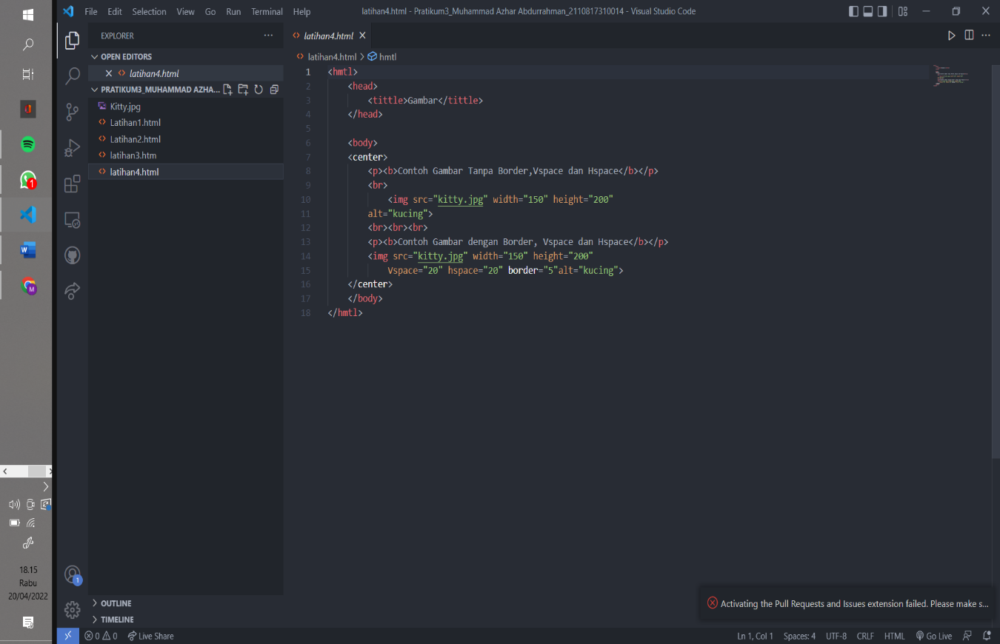 File Edit Selection View Go Run Terminal Help
latihan4.html - Pratikum3_Muhammad Azhar Abdurrahman_2110817310014 - Visual Studio Code
EXPLORER
OPEN EDITORS
latihan4.html
PRATIKUM3_MUHAMMAD AZHA...
Kitty.jpg
Latihan1.html
Latihan2.html
latihan3.htm
latihan4.html
OUTLINE
TIMELINE
latihan4.html
latihan4.html > hmtl
1 <hmtl>
2 <head>
3 <tittle>Gambar</tittle>
4 </head>
5
6 <body>
7 <center>
8 <p><b>Contoh Gambar Tanpa Border,Vspace dan Hspace</b></p>
9 <br>
10 <img src="kitty.jpg" width="150" height="200"
11 alt="kucing">
12 <br><br><br>
13 <p><b>Contoh Gambar dengan Border, Vspace dan Hspace</b></p>
14 <img src="kitty.jpg" width="150" height="200"
15 Vspace="20" hspace="20" border="5"alt="kucing">
16 </center>
17 </body>
18 </hmtl>
Activating the Pull Requests and Issues extension failed. Please make s...
1
W
M
18.15
Rabu
20/04/2022
1
0 0 Live Share
Ln 1, Col 1 Spaces: 4 UTF-8 CRLF HTML Go Live